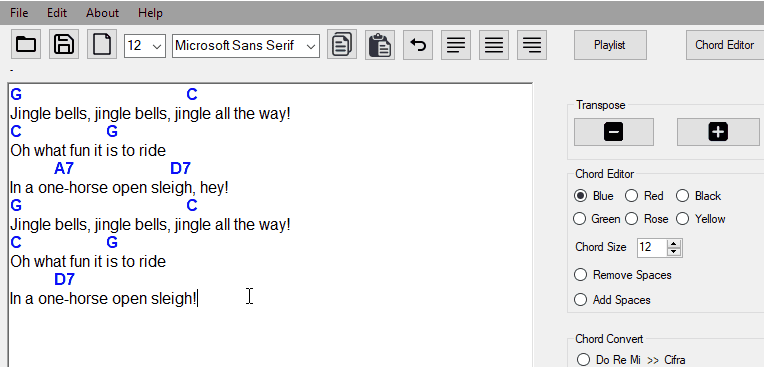 File Edit About Help
12 Microsoft Sans Serif Playlist Chord Editor
G C
Jingle bells, jingle bells, jingle all the way!
C G
Oh what fun it is to ride
A7 D7
In a one-horse open sleigh, hey!
G C
Jingle bells, jingle bells, jingle all the way!
C G
Oh what fun it is to ride
D7
In a one-horse open sleigh!
Transpose
Chord Editor
Blue Red Black
Green Rose Yellow
Chord Size 12
Remove Spaces
Add Spaces
Chord Convert
Do Re Mi >> Cifra